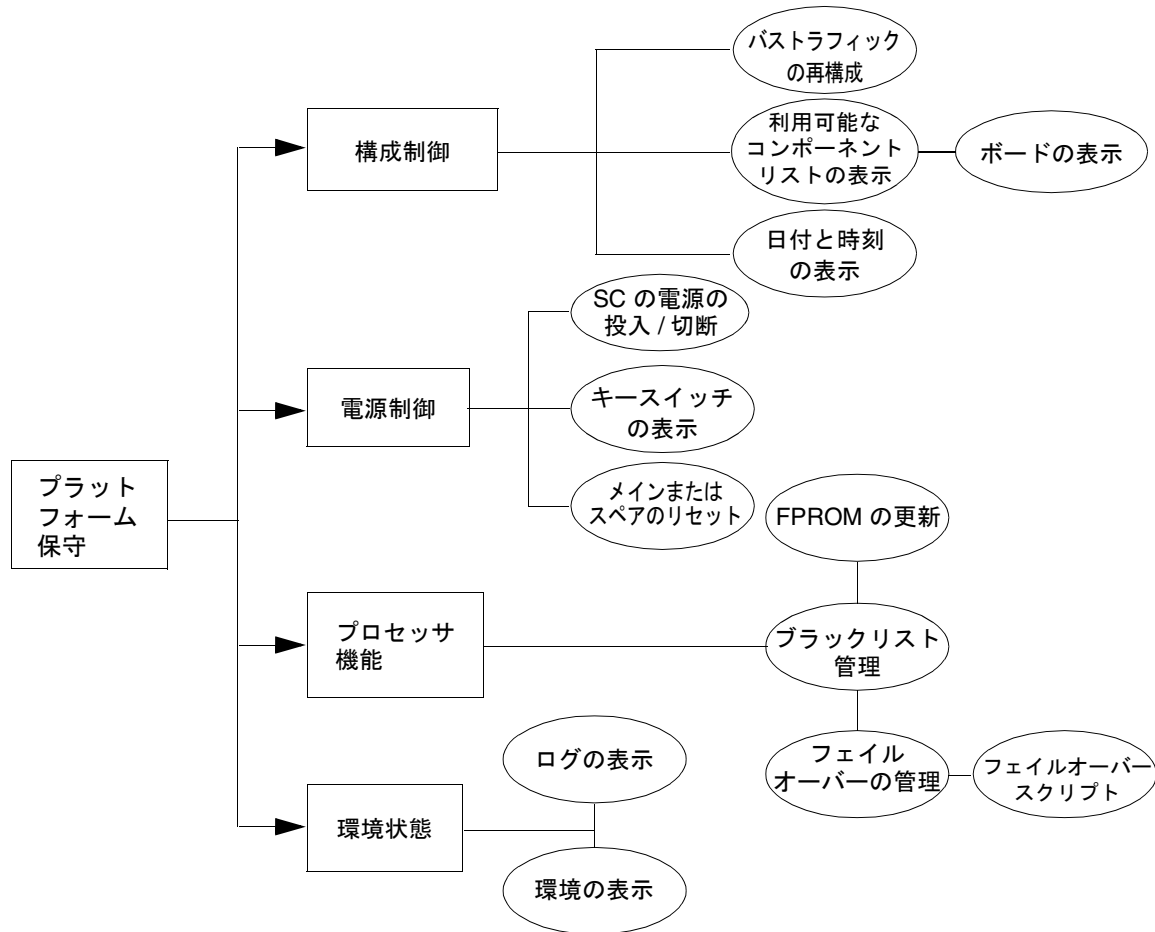 バストラフィック
の再構成
構成制御
利用可能な
コンポーネント
リストの表示
ボードの表示
日付と時刻
の表示
SC の電源の
投入 / 切断
電源制御
キースイッチ
の表示
メインまたは
スペアのリセット
プラット
フォーム
保守
FPROM の更新
プロセッサ
機能
ブラックリスト
管理
フェイル
オーバーの管理
フェイルオーバー
スクリプト
ログの表示
環境状態
環境の表示